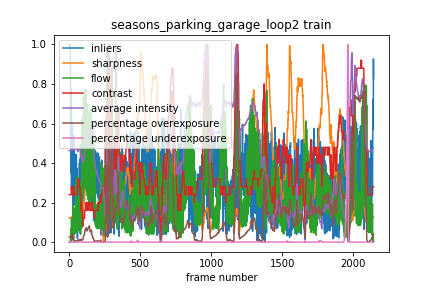 seasons_parking_garage_loop2 train
1.0
0.8
0.6
0.4
0.2
0.0
inliers
sharpness
flow
contrast
average intensity
percentage overexposure
percentage underexposure
0 500 1000 1500 2000
frame number